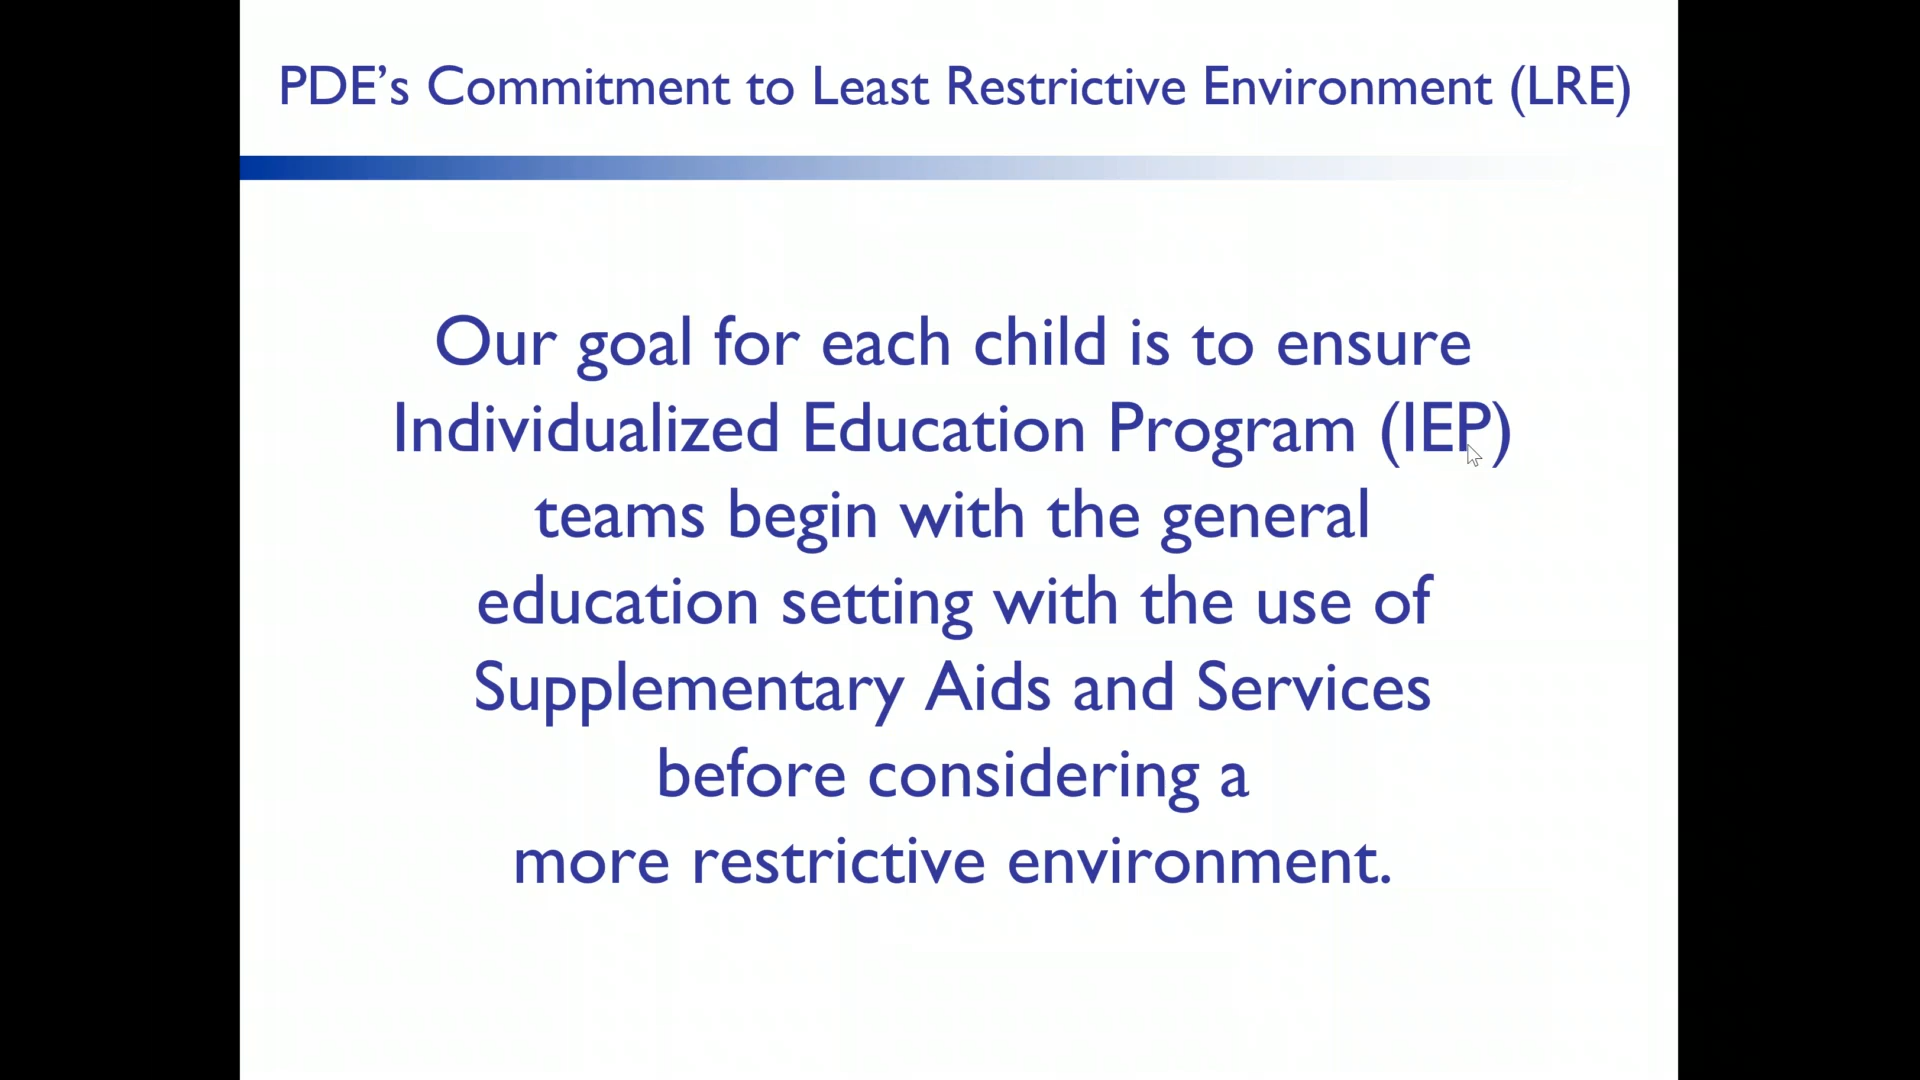 PDE’s Commitment to Least Restrictive Environment (LRE)
Our goal for each child is to ensure
Individualized Education Program (IEP)
teams begin with the general
education setting with the use of
Supplementary Aids and Services
before considering a
more restrictive environment.